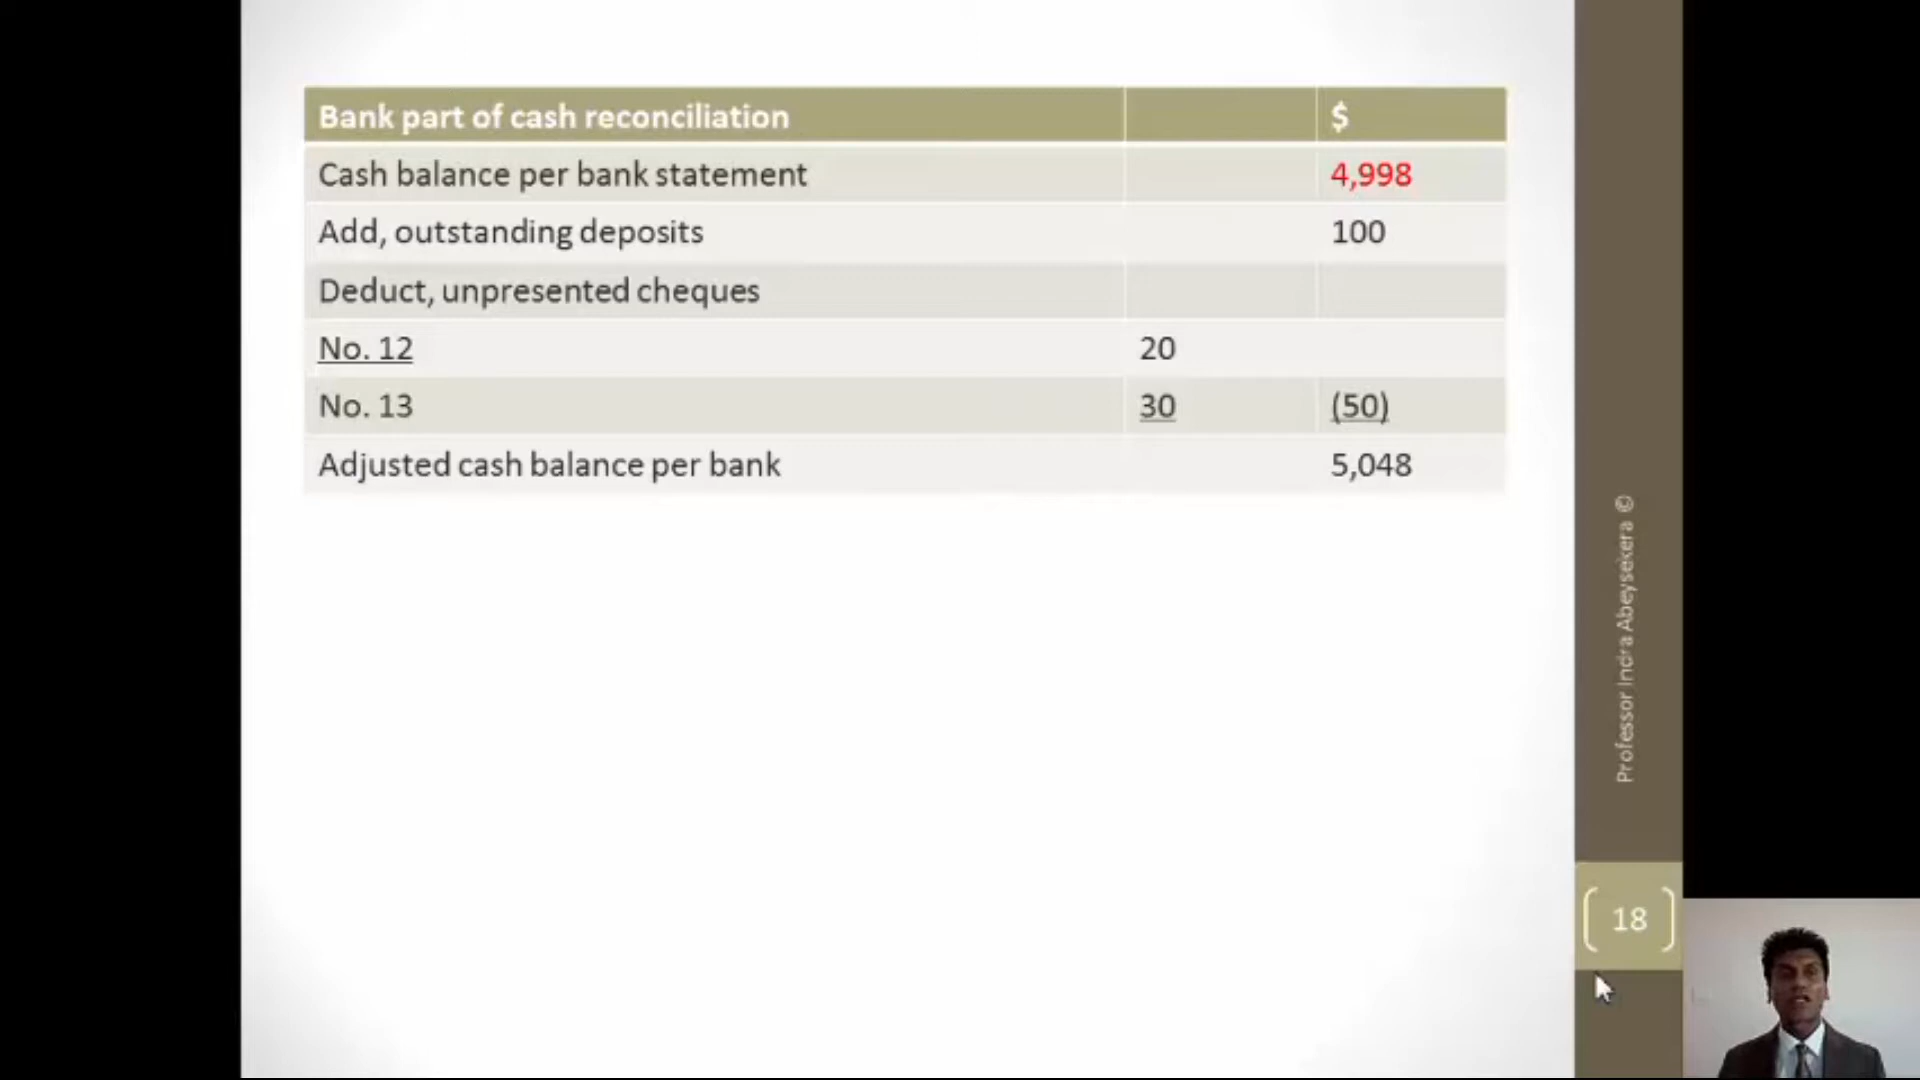 Bank part of cash reconciliation $
Cash balance per bank statement 4,998
Add, outstanding deposits 100
Deduct, unpresented cheques
No. 12 20
No. 13 30 (50)
Adjusted cash balance per bank 5,048
Professor Indra Abeysekera ©
18